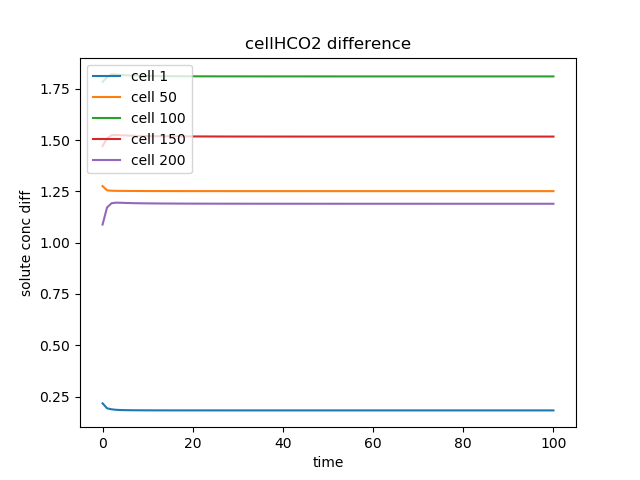 cellHCO2 difference
cell 1
cell 50
cell 100
cell 150
cell 200
1.75
1.50
1.25
1.00
0.75
0.50
0.25
solute conc diff
0 20 40 60 80 100
time